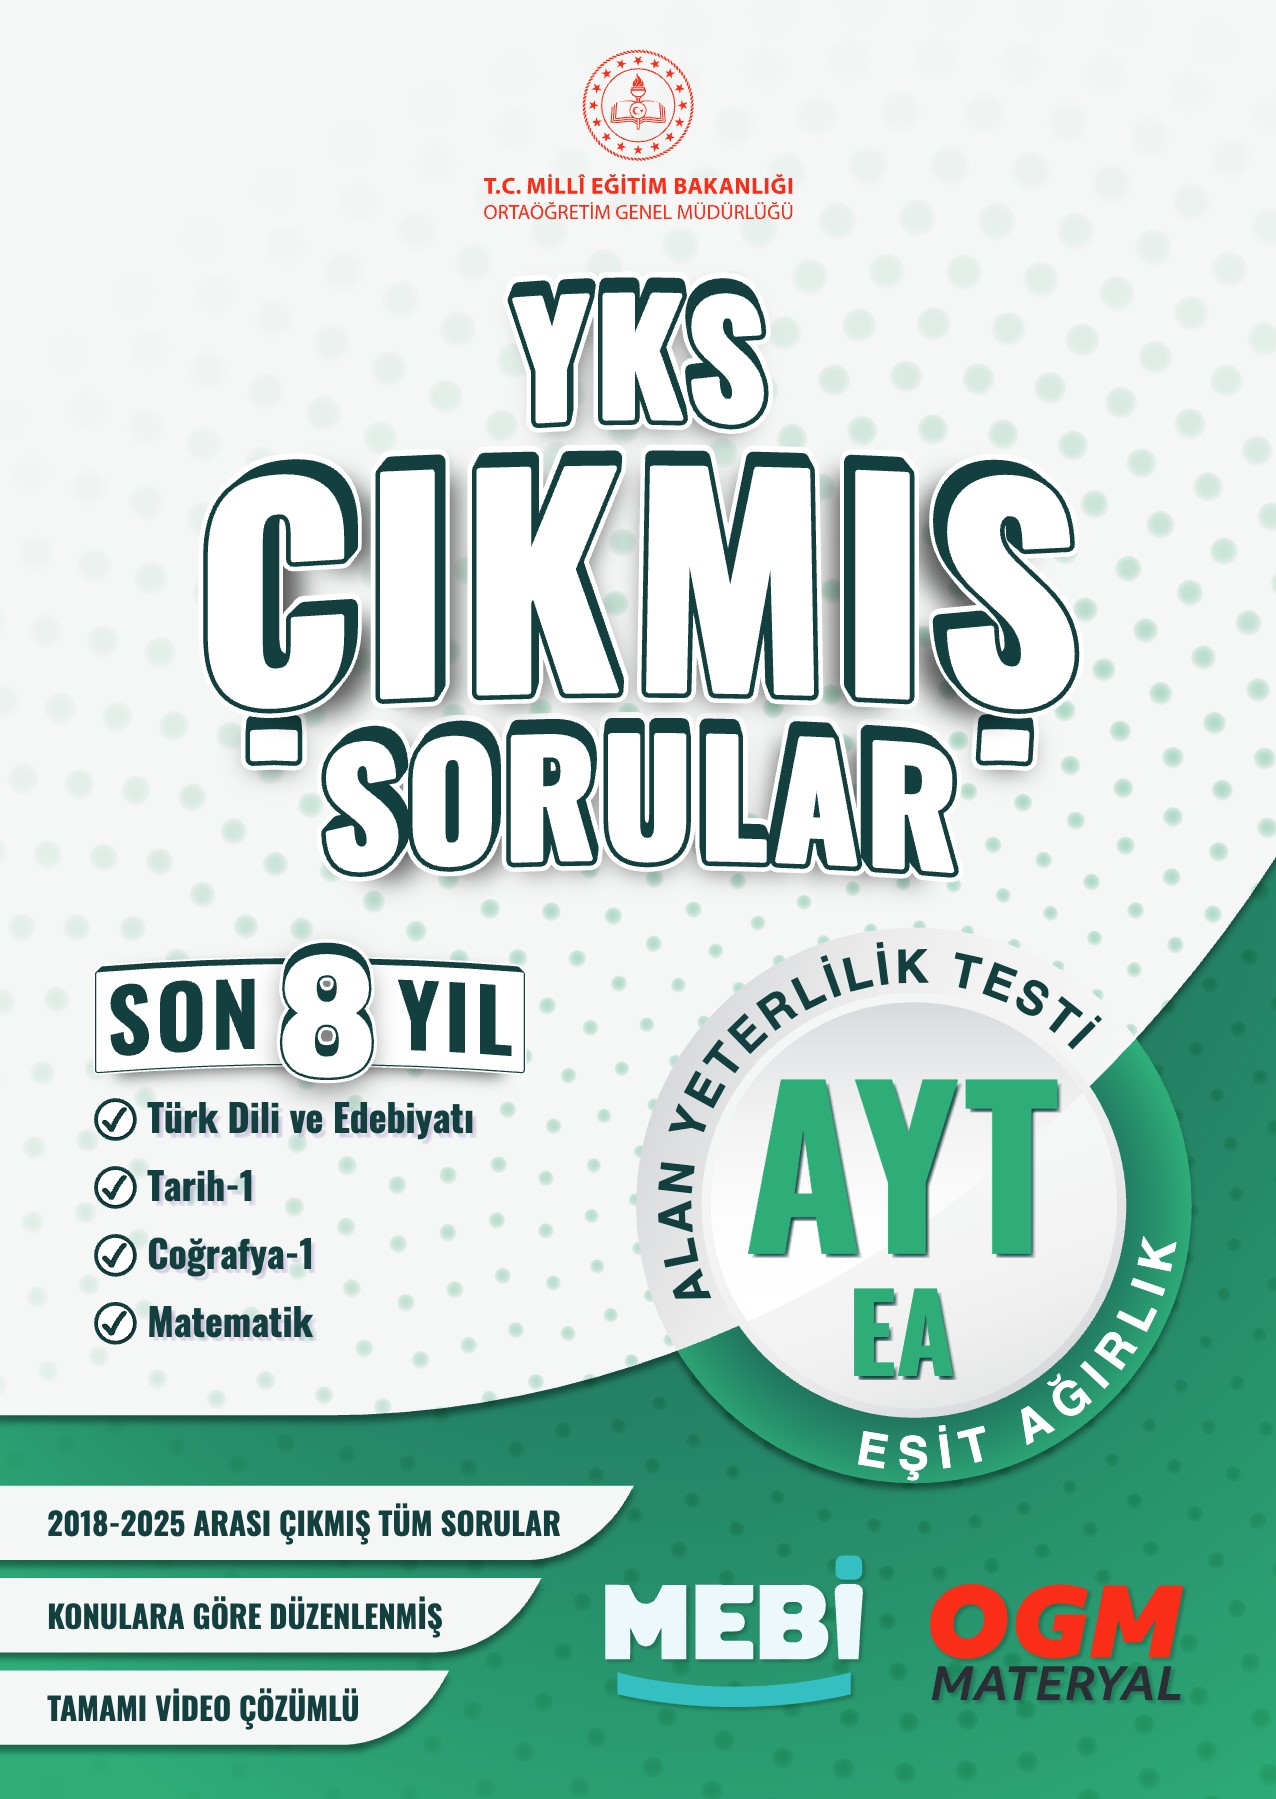 T.C. MİLLÎ EĞİTİM BAKANLIĞI
ORTAÖĞRETİM GENEL MÜDÜRLÜĞÜ
YKS
ÇIKMIŞ
SORULAR
SON 8 YIL
Türk Dili ve Edebiyatı
Tarih-1
Coğrafya-1
Matematik
ALAN YETERLİLİK TESTİ
AYT
EA
EŞİT AĞIRLIK
2018-2025 ARASI ÇIKMIŞ TÜM SORULAR
KONULARA GÖRE DÜZENLENMİŞ
TAMAMI VİDEO ÇÖZÜMLÜ
MEBİ
OGM
MATERYAL